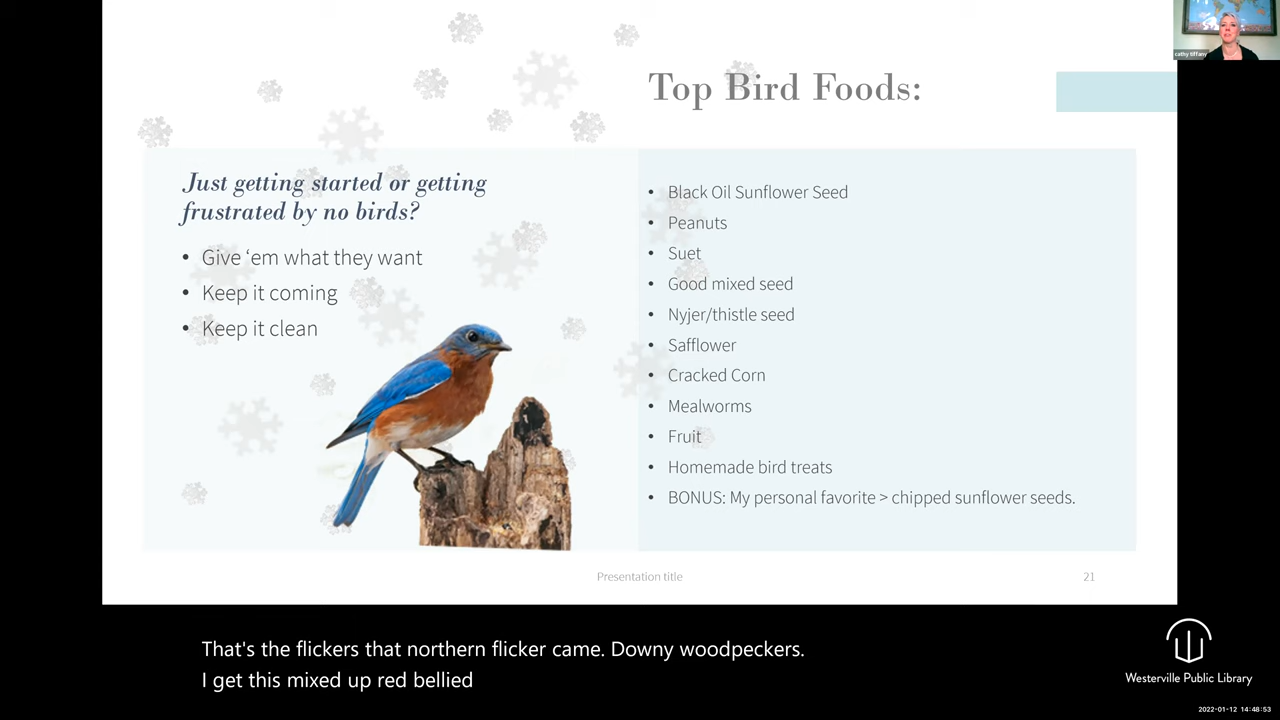 cathy tiffany
Top Bird Foods:
Just getting started or getting
frustrated by no birds?
• Give ‘em what they want
• Keep it coming
• Keep it clean
• Black Oil Sunflower Seed
• Peanuts
• Suet
• Good mixed seed
• Nyjer/thistle seed
• Safflower
• Cracked Corn
• Mealworms
• Fruit
• Homemade bird treats
• BONUS: My personal favorite > chipped sunflower seeds.
Presentation title
21
That's the flickers that northern flicker came. Downy woodpeckers.
I get this mixed up red bellied
Westerville Public Library
2022-01-12 14:48:53